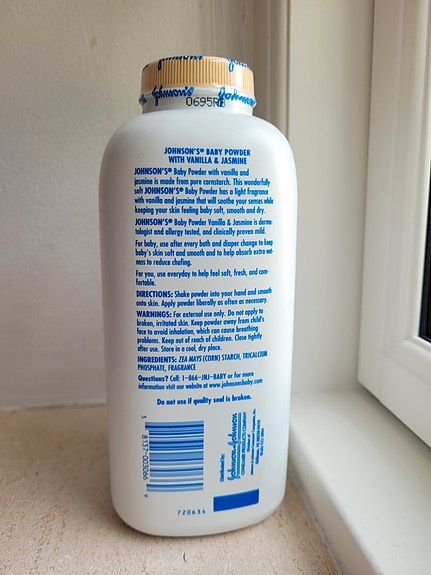 Johnson's
0695R
Johnson's
JOHNSON'S® BABY POWDER
WITH VANILLA & JASMINE
JOHNSON'S® Baby Powder with vanilla and
jasmine is made from pure cornstarch. This wonderfully
soft JOHNSON'S® Baby Powder has a light fragrance
with vanilla and jasmine that will soothe your senses while
keeping your skin feeling baby soft, smooth and dry.
JOHNSON'S® Baby Powder Vanilla & Jasmine is derma-
tologist and allergy tested, and clinically proven mild.
For baby, use after every bath and diaper change to keep
baby's skin soft and smooth and to help absorb extra wet-
ness to reduce chafing.
For you, use everyday to help feel soft, fresh, and com-
fortable.
DIRECTIONS: Shake powder into your hand and smooth
onto skin. Apply powder liberally as often as necessary.
WARNINGS: For external use only. Do not apply to
broken, irritated skin. Keep powder away from child's
face to avoid inhalation, which can cause breathing
problems. Keep out of reach of children. Close tightly
after use. Store in a cool, dry place.
INGREDIENTS: ZEA MAYS (CORN) STARCH, TRICALCIUM
PHOSPHATE, FRAGRANCE
Questions? Call: 1-866-JNJ-BABY or for more
information visit our website at www.johnsonsbaby.com.
Do not use if quality seal is broken.
3 8137-003066 9
Distributed by:
Johnson & Johnson
CONSUMER PRODUCTS COMPANY
720634